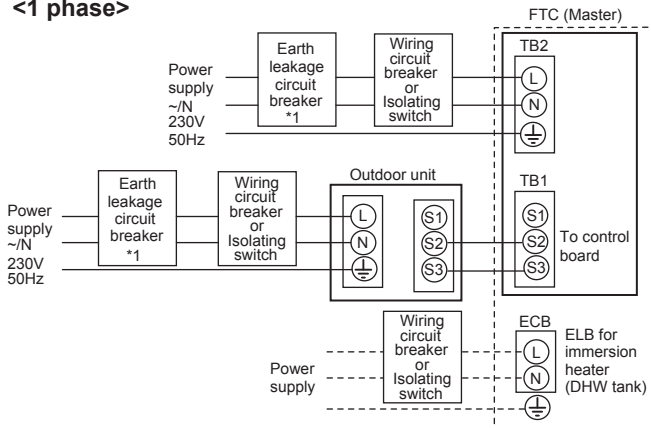 <1 phase>
FTC (Master)
Power
supply
~/N
230V
50Hz
Earth
leakage
circuit
breaker
*1
Wiring
circuit
breaker
or
Isolating
switch
TB2
L
N
Power
supply
~/N
230V
50Hz
Earth
leakage
circuit
breaker
*1
Wiring
circuit
breaker
or
Isolating
switch
Outdoor unit
L
N
S1
S2
S3
TB1
S1
S2
S3
To control
board
Power
supply
Wiring
circuit
breaker
or
Isolating
switch
ECB
L
N
ELB for
immersion
heater
(DHW tank)